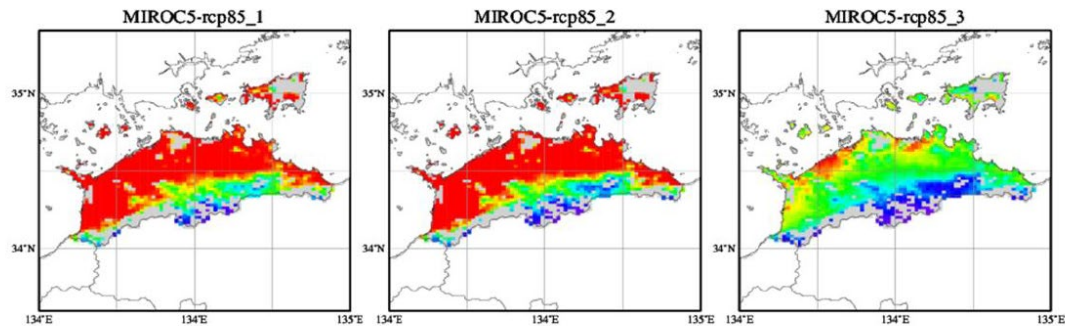 MIROC5-rcp85_1 MIROC5-rcp85_2 MIROC5-rcp85_3
35°N 35°N 35°N
34°N 34°N 34°N
134°E 134°E 135°E 134°E 134°E 135°E 134°E 134°E 135°E